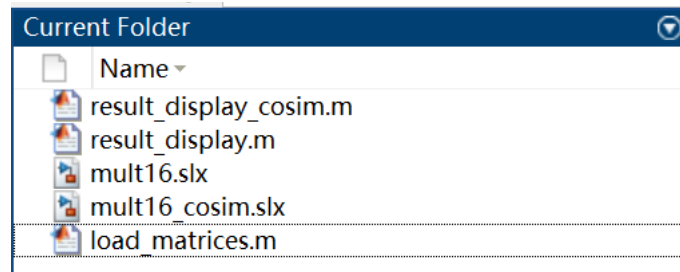 Current Folder
Name
result_display_cosim.m
result_display.m
mult16.slx
mult16_cosim.slx
load_matrices.m